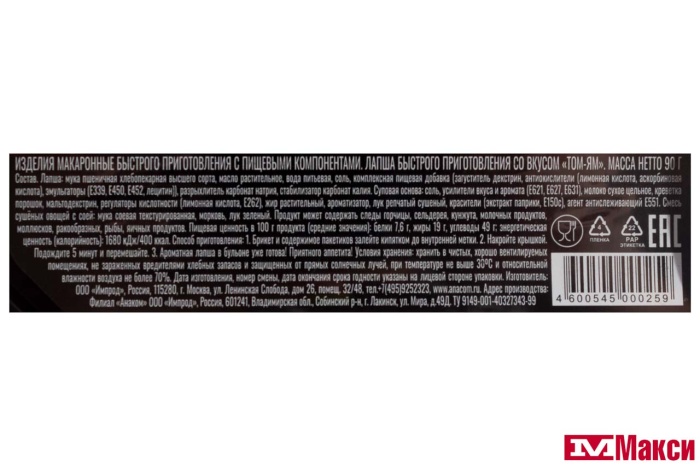 ИЗДЕЛИЯ МАКАРОННЫЕ БЫСТРОГО ПРИГОТОВЛЕНИЯ С ПИЩЕВЫМИ КОМПОНЕНТАМИ. ЛАПША БЫСТРОГО ПРИГОТОВЛЕНИЯ СО ВКУСОМ «ТОМ-ЯМ». МАССА НЕТТО 90 Г
Состав. Лапша: мука пшеничная хлебопекарная высшего сорта, масло растительное, вода питьевая, соль, комплексная пищевая добавка (загуститель декстрин, антиокислители (лимонная кислота, аскорбиновая
кислота), эмульгаторы (Е339, Е450, Е452, лецитин)), разрыхлитель карбонат натрия, стабилизатор карбонат калия. Суповая основа: соль, усилители вкуса и аромата (Е621, Е627, Е631), молоко сухое цельное, креветка
порошок, мальтодекстрин, регуляторы кислотности (лимонная кислота, Е262), жир растительный, ароматизатор, лук репчатый сушеный, красители (экстракт паприки, Е150с), агент антислеживающий Е551. Смесь
сушёных овощей с соей: мука соевая текстурированная, морковь, лук зеленый. Продукт может содержать следы горчицы, сельдерея, кунжута, молочных продуктов,
моллюсков, ракообразных, рыбы, яичных продуктов. Пищевая ценность в 100 г продукта (средние значения): белки 7,6 г, жиры 19 г, углеводы 49 г; энергетическая
ценность (калорийность): 1680 кДж/400 ккал. Способ приготовления: 1. Брикет и содержимое пакетиков залейте кипятком до внутренней метки. 2. Накройте крышкой.
Подождите 5 минут и перемешайте. 3. Ароматная лапша в бульоне уже готова! Приятного аппетита! Условия хранения: хранить в чистых, хорошо вентилируемых
помещениях, не зараженных вредителями хлебных запасов и защищенных от прямых солнечных лучей, при температуре не выше 30°С и относительной
влажности воздуха не более 70%. Дата изготовления, номер смены, дата окончания срока годности указываются на лицевой стороне упаковки. Изготовитель:
ООО «Импрод», Россия, 115280, г. Москва, ул. Ленинская Слобода, дом 26, помещ. 32/48, тел.+7(495)9252323, www.anacom.ru. Адрес производства:
Филиал «Анаком» ООО «Импрод», Россия, 601241, Владимирская обл., Собинский р-н, г. Лакинск, ул. Мира, д.49Д. ТУ 9149-001-40327343-99
4
ПЛЕНКА
22
PAP
ЭТИКЕТКА
ЕАС
4 600545 000259
Макси